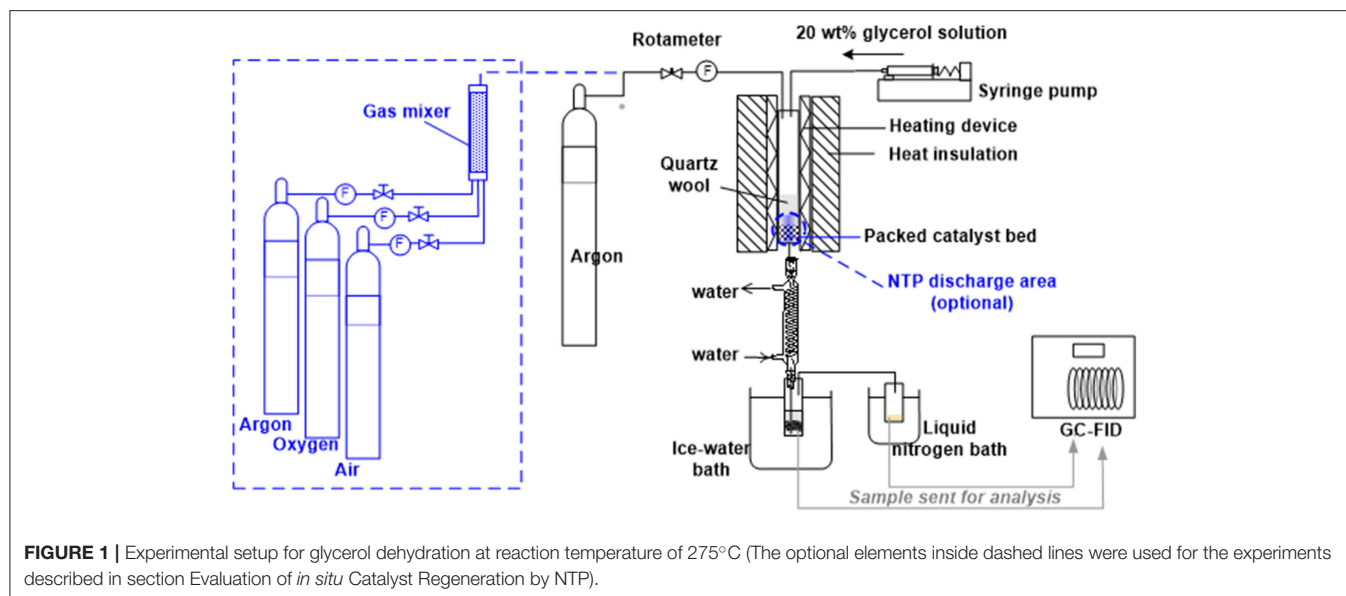 20 wt% glycerol solution
Rotameter
F
Syringe pump
Gas mixer
Heating device
Heat insulation
Quartz
wool
F
F
F
Packed catalyst bed
Argon
NTP discharge area
(optional)
water
water
Argon
Oxygen
Air
Ice-water
bath
Liquid
nitrogen bath
GC-FID
Sample sent for analysis
FIGURE 1 | Experimental setup for glycerol dehydration at reaction temperature of 275°C (The optional elements inside dashed lines were used for the experiments
described in section Evaluation of in situ Catalyst Regeneration by NTP).